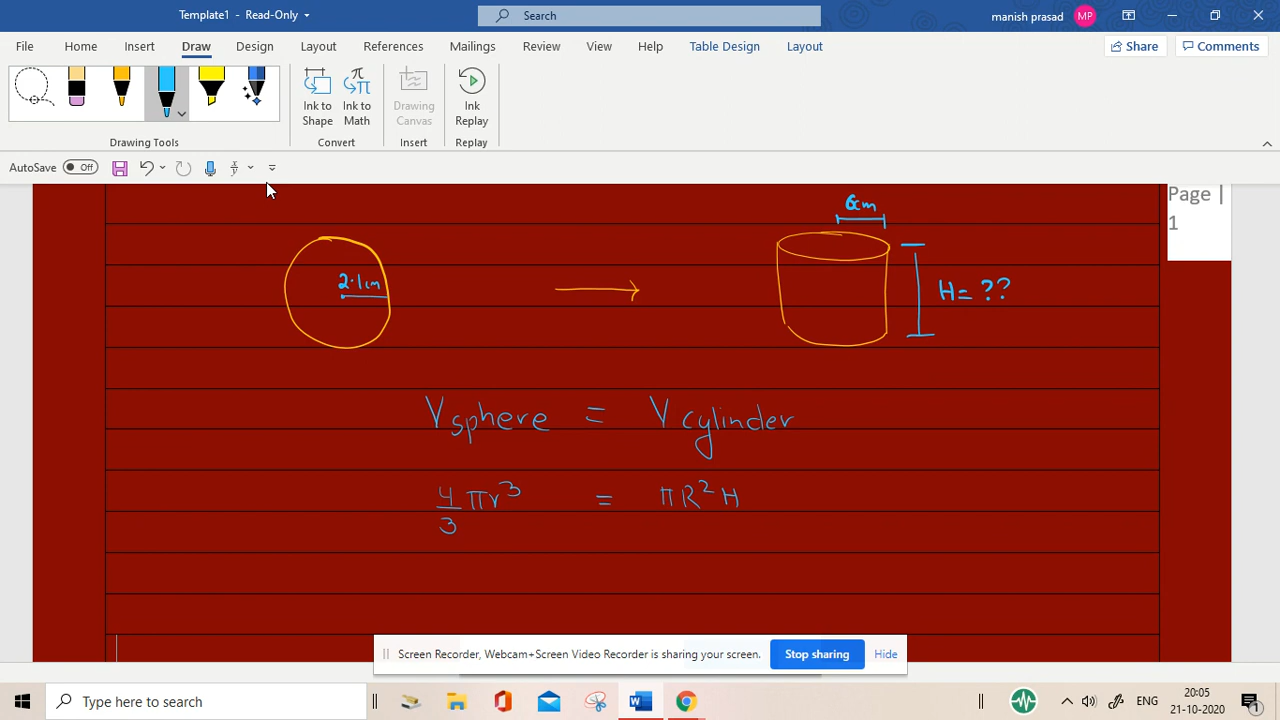 Template1 - Read-Only
Search
manish prasad MP
File Home Insert Draw Design Layout References Mailings Review View Help Table Design Layout
Share Comments
Ink to Shape
Ink to Math
Drawing Canvas
Ink Replay
Drawing Tools Convert Insert Replay
AutoSave Off
Page |
1
6cm
2.1cm
H= ??
V sphere = V cylinder
4/3 πr³ = πR²H
Screen Recorder, Webcam+Screen Video Recorder is sharing your screen. Stop sharing Hide
Type here to search
ENG
20:05
21-10-2020
1